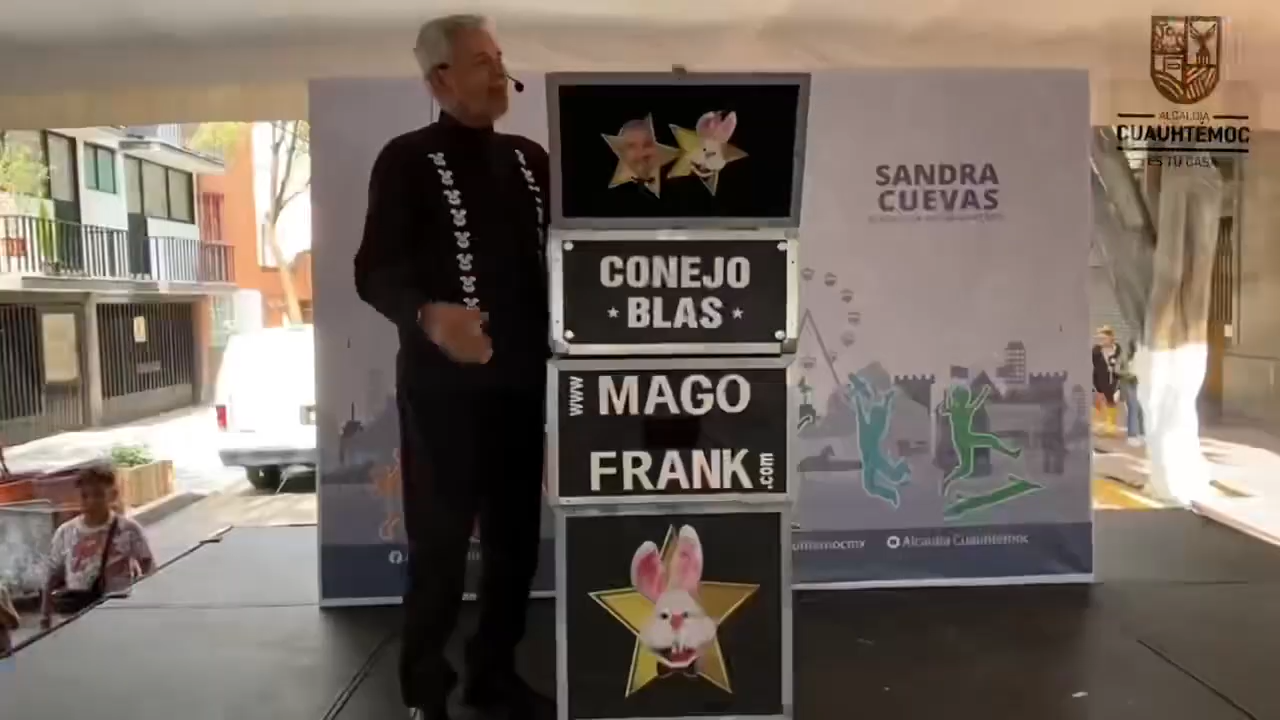 ALCALDÍA
CUAUHTÉMOC
ES TU CASA
SANDRA
CUEVAS
CONEJO
BLAS
www
MAGO
FRANK
.com
Alcaldía Cuauhtémoc